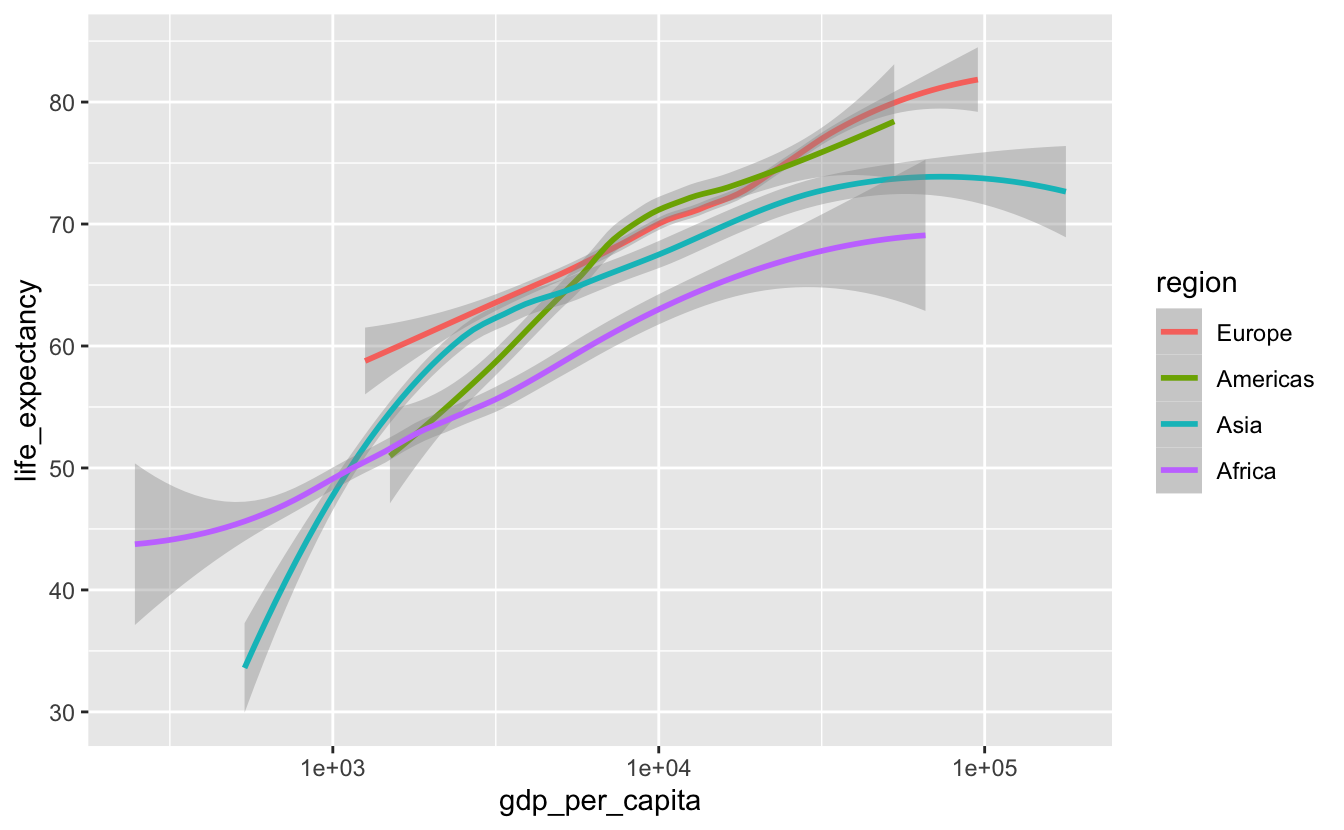 80
70
60
50
40
30
life_expectancy
1e+03
1e+04
1e+05
gdp_per_capita
region
Europe
Americas
Asia
Africa